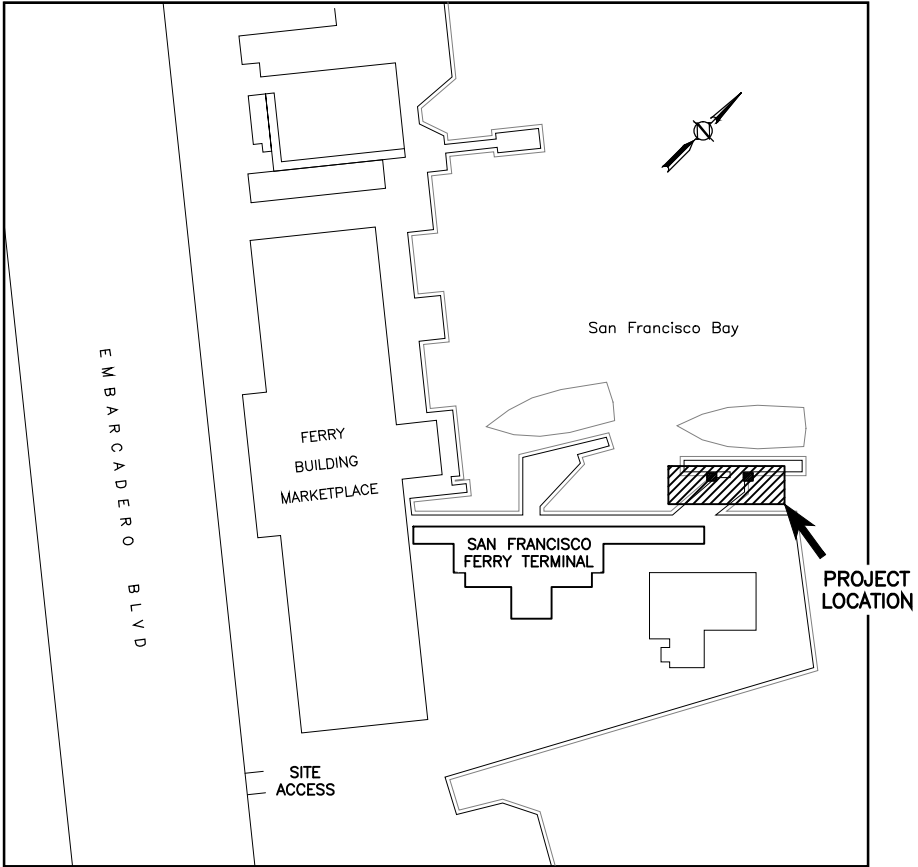 San Francisco Bay
EMBARCADERO BLVD
FERRY
BUILDING
MARKETPLACE
SAN FRANCISCO
FERRY TERMINAL
PROJECT
LOCATION
SITE
ACCESS